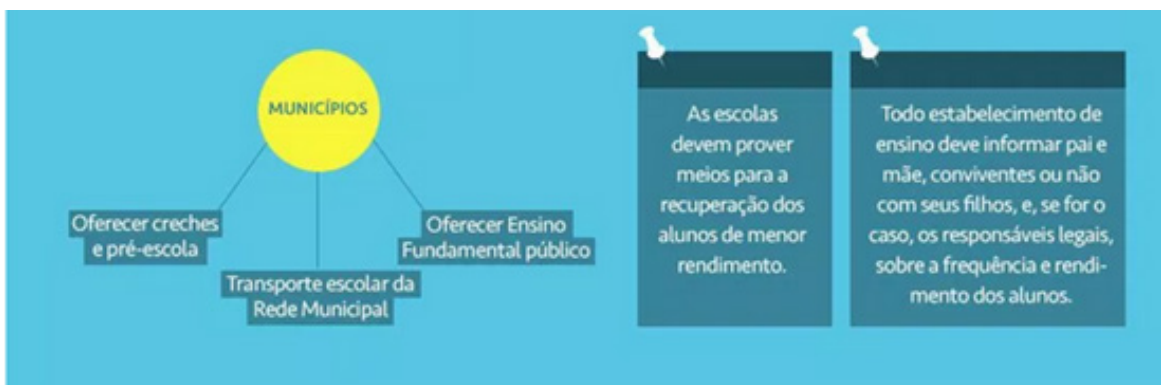 MUNICÍPIOS
Oferecer creches
e pré-escola
Transporte escolar da
Rede Municipal
Oferecer Ensino
Fundamental público
As escolas
devem prover
meios para a
recuperação dos
alunos de menor
rendimento.
Todo estabelecimento de
ensino deve informar pai e
mãe, conviventes ou não
com seus filhos, e, se for o
caso, os responsáveis legais,
sobre a frequência e rendi-
mento dos alunos.